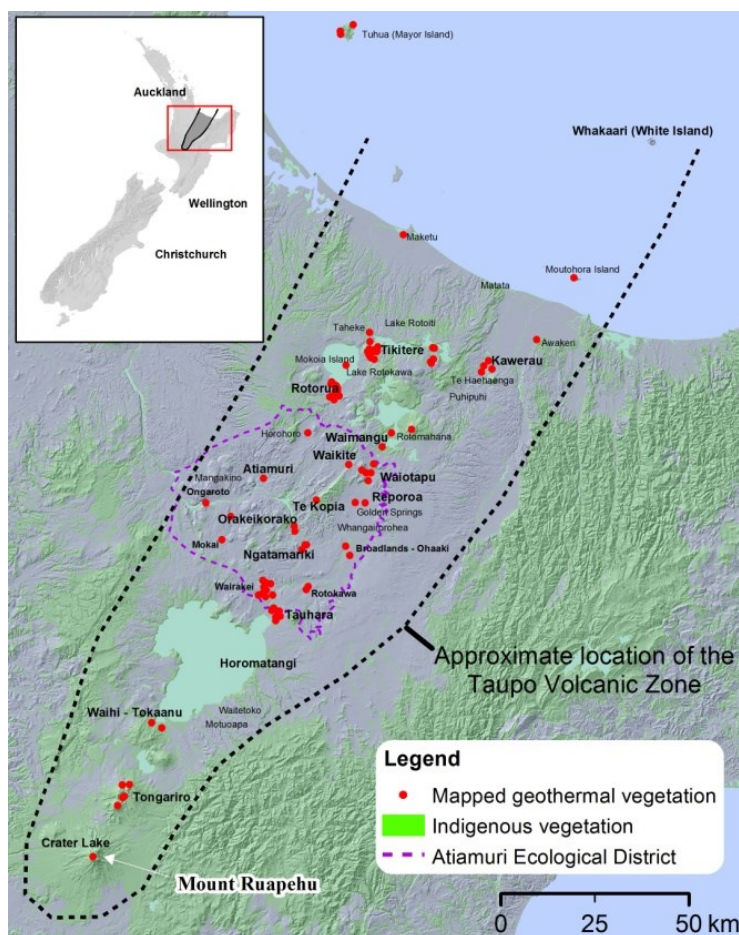 Auckland
Wellington
Christchurch
Tuhua (Mayor Island)
Whakaari (White Island)
Maketu
Moutohora Island
Matata
Taheke
Lake Rotoiti
Tikitere
Awakeri
Mokoia Island
Lake Rotokawa
Kawerau
Te Haehaenga
Rotorua
Puhipuhi
Horohoro
Waimangu
Rotomahana
Waikite
Atiamuri
Waiotapu
Mangakino
Ongaroto
Te Kopia
Reporoa
Golden Springs
Orakeikorako
Whangairorohea
Mokai
Ngatamariki
Broadlands - Ohaaki
Wairakei
Rotokawa
Tauhara
Horomatangi
Approximate location of the
Taupo Volcanic Zone
Waihi - Tokaanu
Waitetoko
Motuoapa
Tongariro
Crater Lake
Mount Ruapehu
Legend
Mapped geothermal vegetation
Indigenous vegetation
Atiamuri Ecological District
0 25 50 km